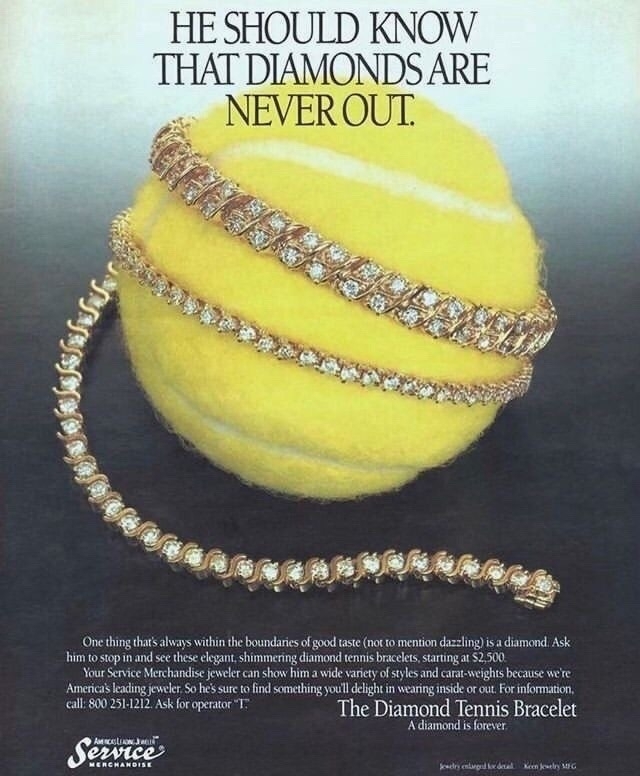 HE SHOULD KNOW
THAT DIAMONDS ARE
NEVER OUT.
One thing that's always within the boundaries of good taste (not to mention dazzling) is a diamond. Ask
him to stop in and see these elegant, shimmering diamond tennis bracelets, starting at $2,500.
Your Service Merchandise jeweler can show him a wide variety of styles and carat-weights because we're
America's leading jeweler. So he's sure to find something you'll delight in wearing inside or out. For information,
call: 800 251-1212. Ask for operator "T."
The Diamond Tennis Bracelet
A diamond is forever.
AMERICA'S LEADING JEWELER
Service
MERCHANDISE
Jewelry enlarged for detail. Keen Jewelry MFG